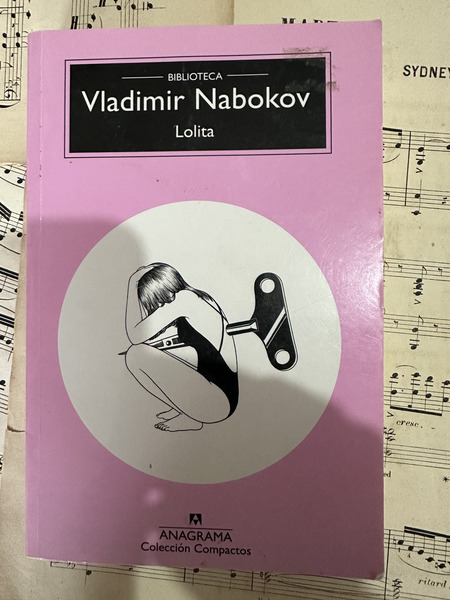 BIBLIOTECA
Vladimir Nabokov
Lolita
ANAGRAMA
Colección Compactos
SYDNEY
cresc.
ritard